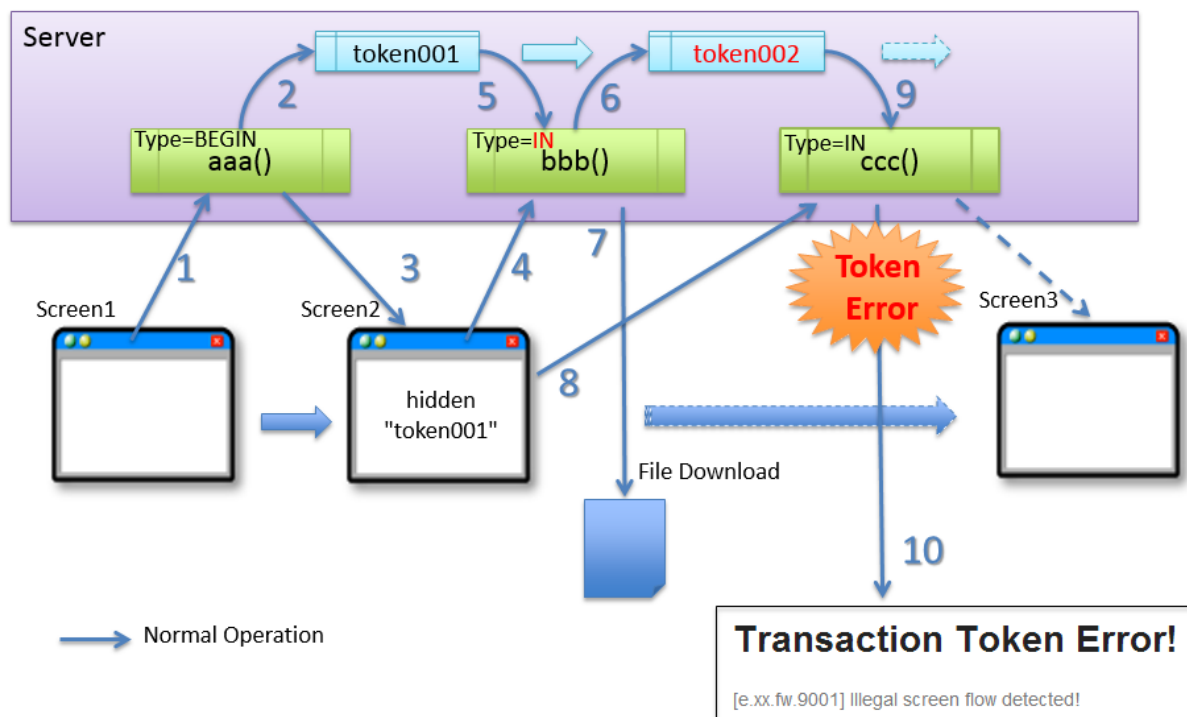 Server
token001
token002
2
5
6
9
Type=BEGIN
aaa()
Type=IN
bbb()
Type=IN
ccc()
1
3
4
7
8
Token
Error
Screen1
Screen2
Screen3
hidden
"token001"
File Download
10
Normal Operation
Transaction Token Error!
[e.xx.fw.9001] Illegal screen flow detected!